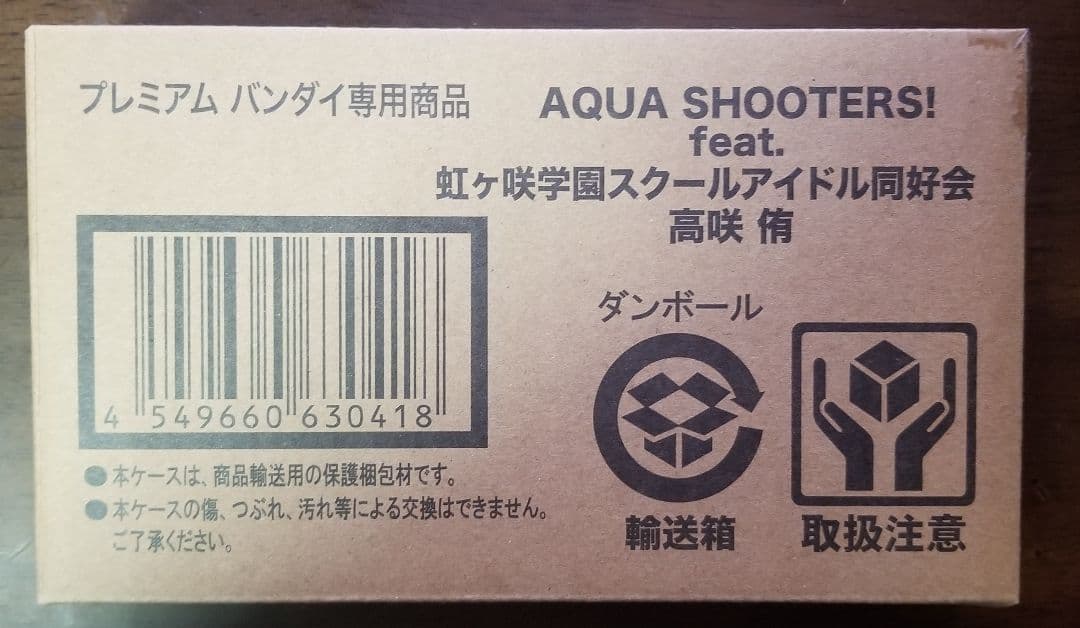 プレミアム バンダイ専用商品
AQUA SHOOTERS!
feat.
虹ヶ咲学園スクールアイドル同好会
高咲 侑
4 549660 630418
ダンボール
輸送箱
取扱注意
●本ケースは、商品輸送用の保護梱包材です。
●本ケースの傷、つぶれ、汚れ等による交換はできません。
ご了承ください。